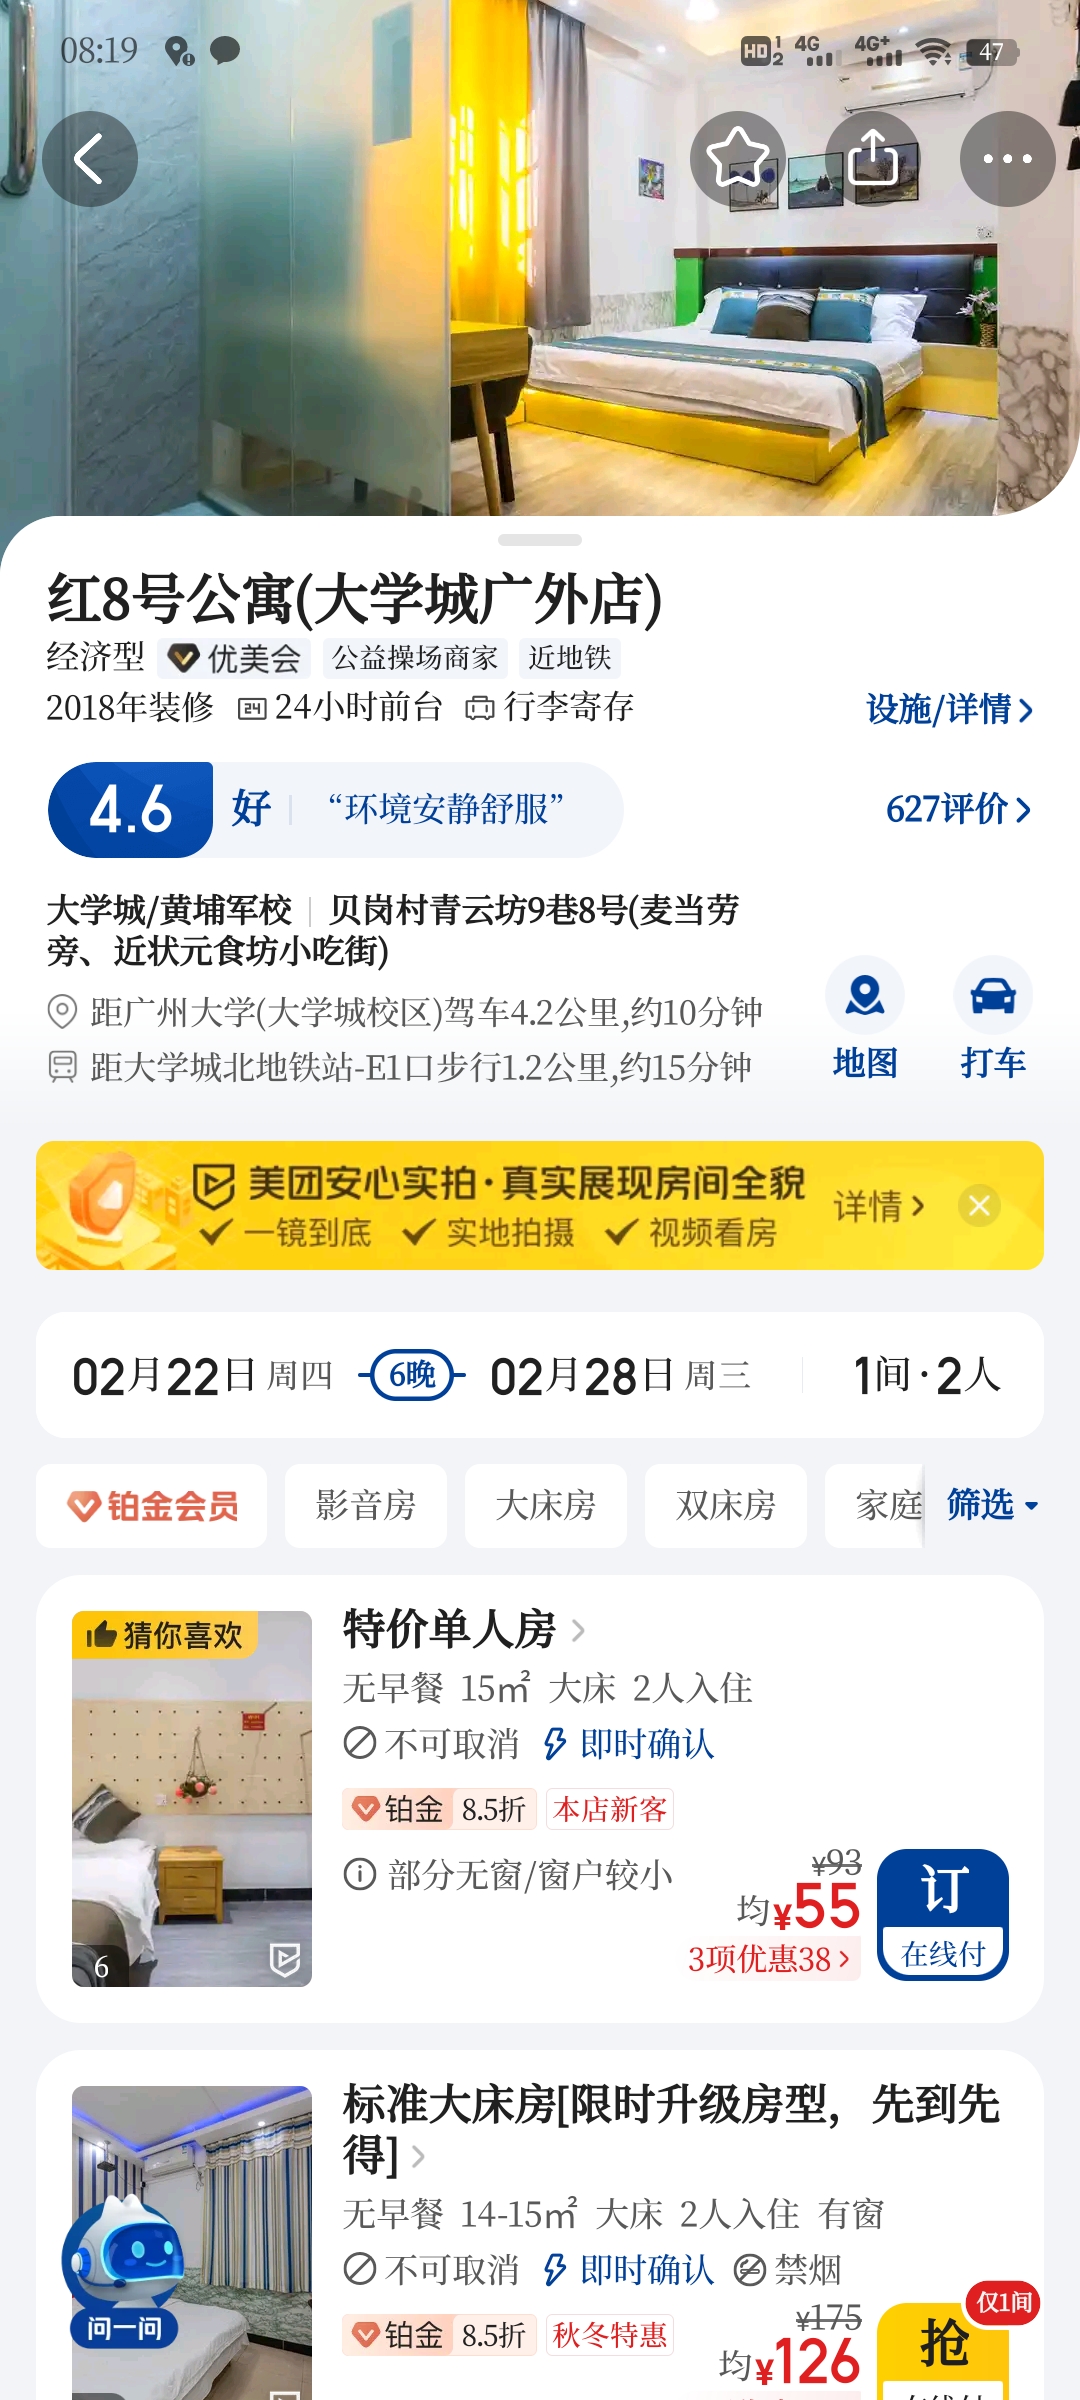 08:19
HD 1 2 4G 4G+ 47
红8号公寓(大学城广外店)
经济型 优美会 公益操场商家 近地铁
2018年装修 24 24小时前台 行李寄存 设施/详情
4.6 好 “环境安静舒服” 627评价
大学城/黄埔军校 | 贝岗村青云坊9巷8号(麦当劳
旁、近状元食坊小吃街)
距广州大学(大学城校区)驾车4.2公里,约10分钟
距大学城北地铁站-E1口步行1.2公里,约15分钟
地图 打车
美团安心实拍·真实展现房间全貌
一镜到底 实地拍摄 视频看房
详情
02月22日 周四 6晚 02月28日 周三 1间·2人
铂金会员 影音房 大床房 双床房 家庭 筛选
猜你喜欢
6
特价单人房
无早餐 15㎡ 大床 2人入住
不可取消 即时确认
铂金 8.5折 本店新客
部分无窗/窗户较小
¥93
均¥55
3项优惠38
订
在线付
标准大床房[限时升级房型，先到先
得]
无早餐 14-15㎡ 大床 2人入住 有窗
不可取消 即时确认 禁烟
铂金 8.5折 秋冬特惠
¥175
均¥126
仅1间
抢
问一问